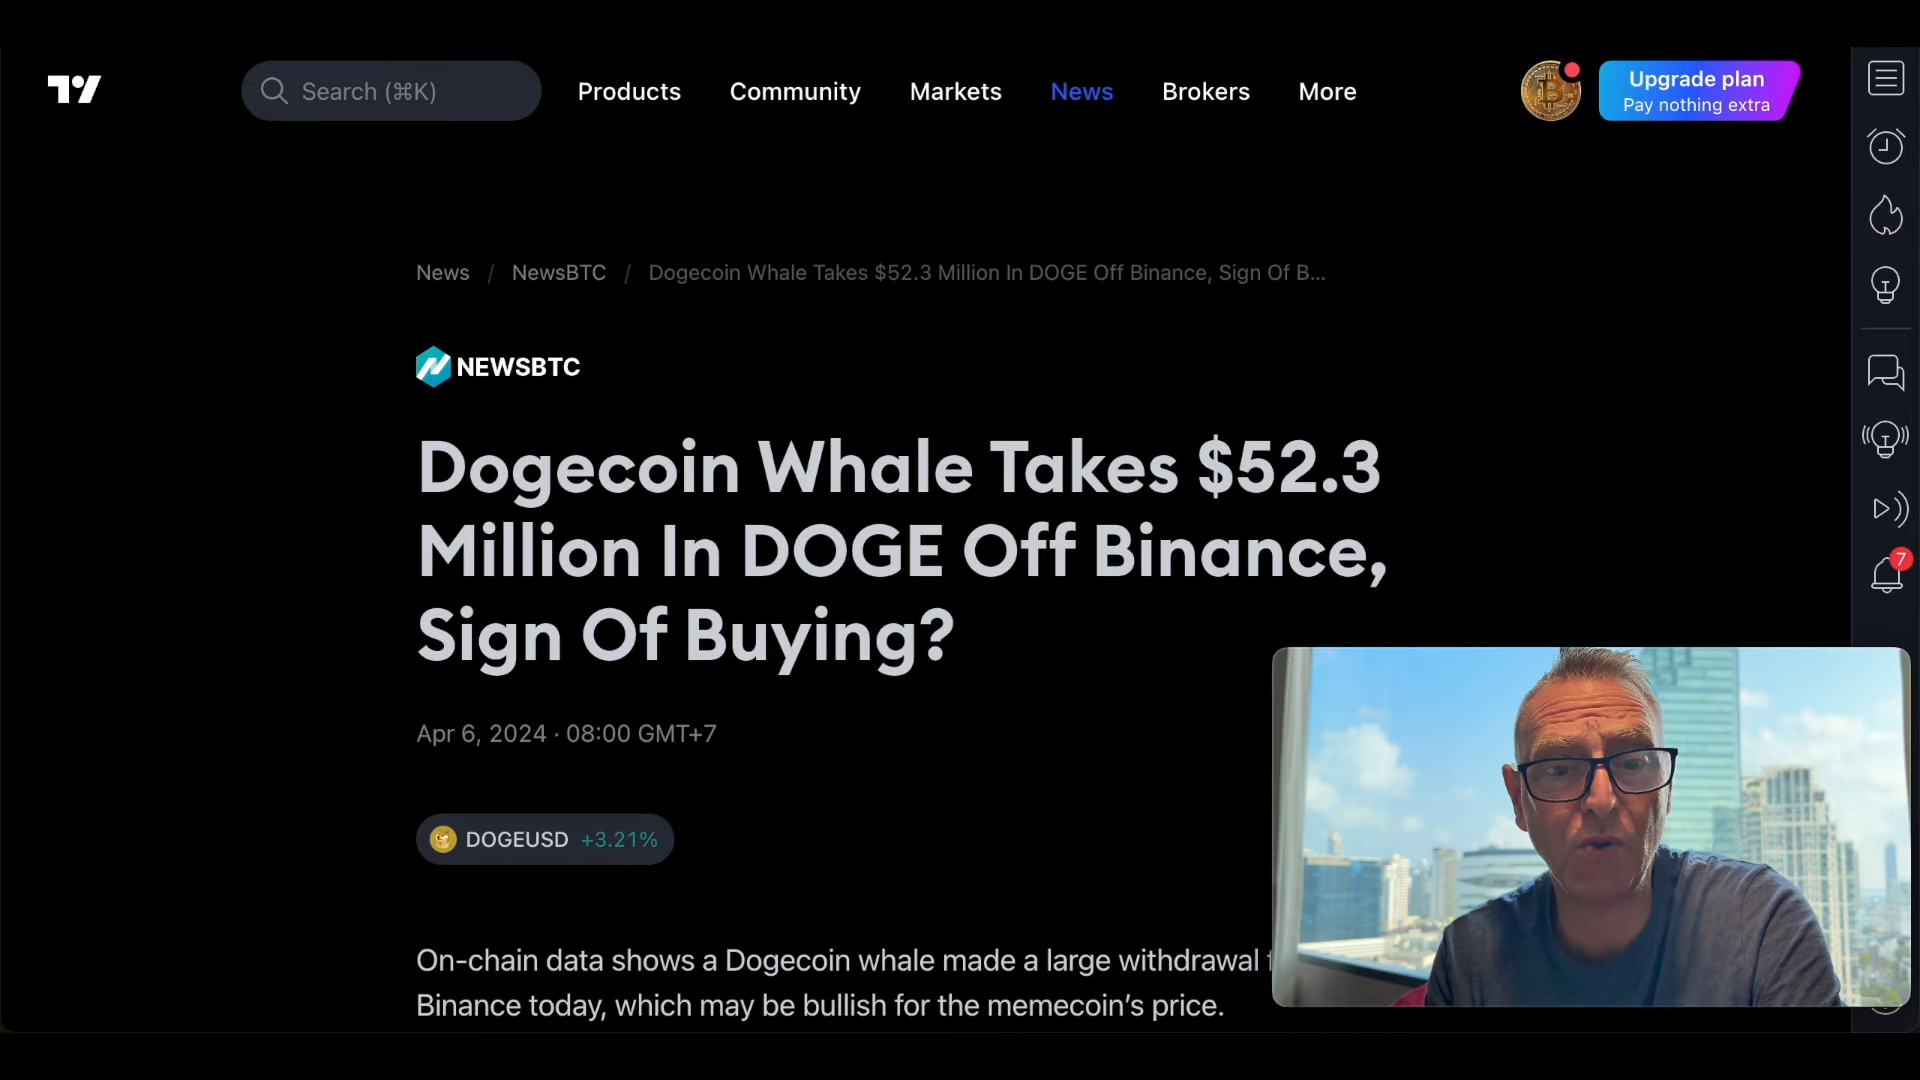 Search (⌘K)
Products
Community
Markets
News
Brokers
More
Upgrade plan
Pay nothing extra
News / NewsBTC / Dogecoin Whale Takes $52.3 Million In DOGE Off Binance, Sign Of B...
NEWSBTC
Dogecoin Whale Takes $52.3
Million In DOGE Off Binance,
Sign Of Buying?
Apr 6, 2024 · 08:00 GMT+7
DOGEUSD +3.21%
7
On-chain data shows a Dogecoin whale made a large withdrawal
Binance today, which may be bullish for the memecoin’s price.